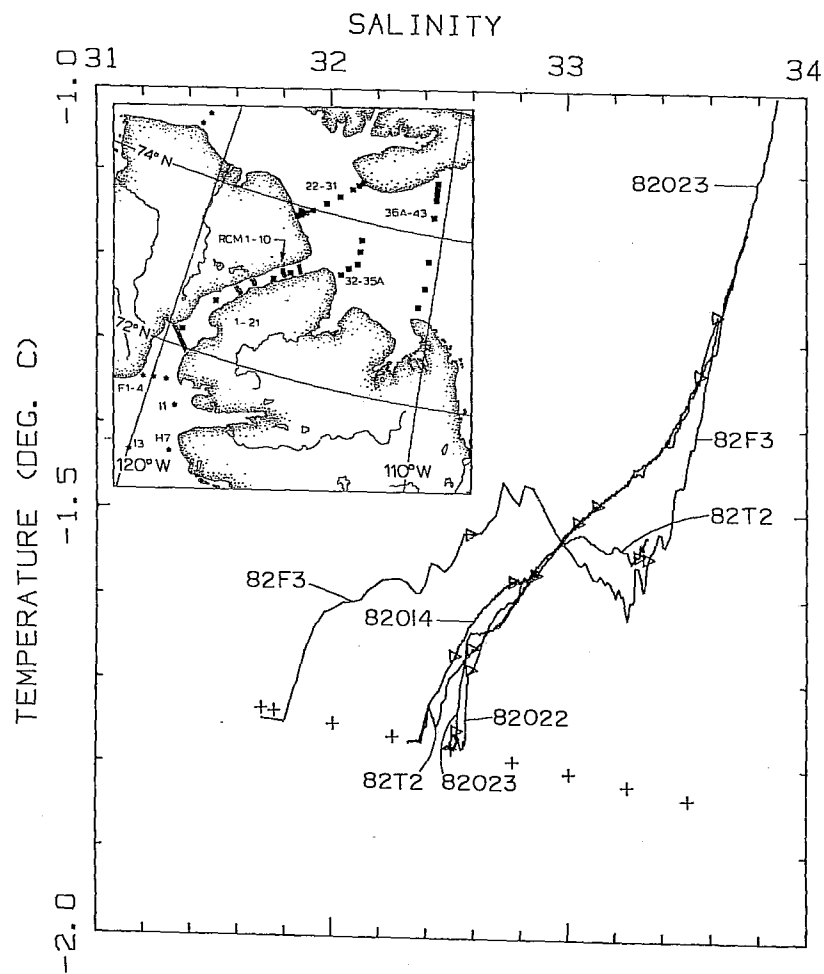 SALINITY
31 32 33 34
TEMPERATURE (DEG. C)
-1.0
-1.5
-2.0
74°N
22-31
36A-43
RCM 1-10
32-35A
72°N
1-21
F1-4
I1
I3
H7
120°W
110°W
82023
82F3
82T2
82F3
82014
82022
82T2
82023